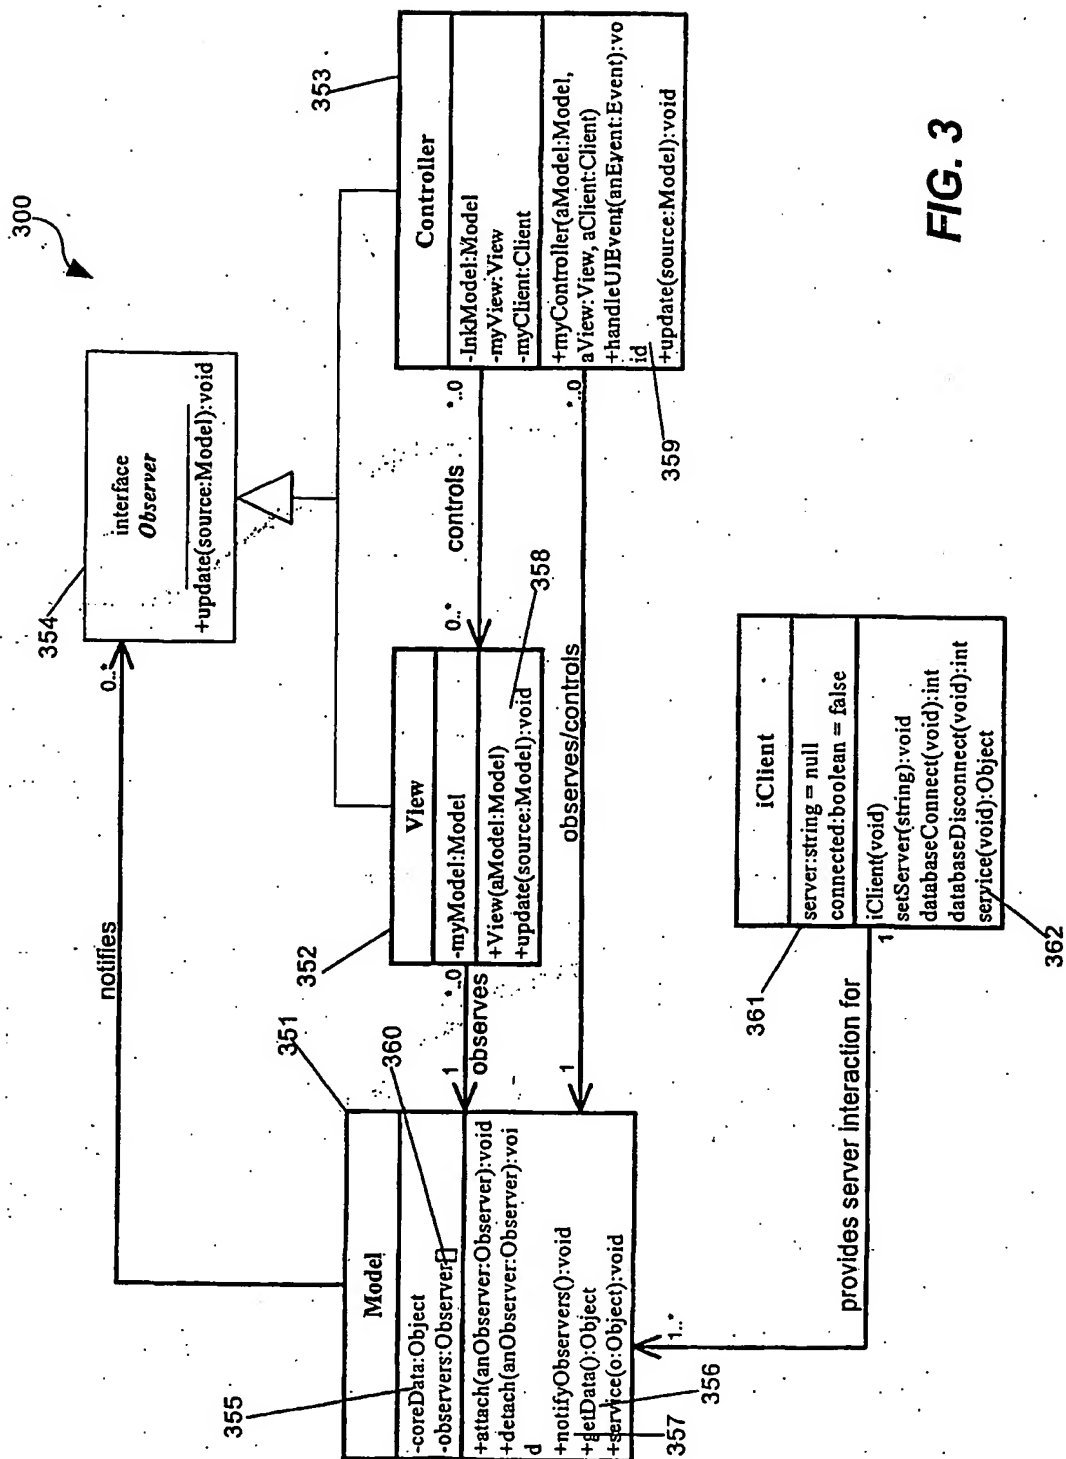 300
354
interface
Observer
+update(source:Model):void
0..*
notifies
353
Controller
-InkModel:Model
-myView:View
-myClient:Client
+myController(aModel:Model,
aView:View, aClient:Client)
+handleUIEvent(anEvent:Event):vo
id
+update(source:Model):void
359
*..0
controls
0..*
*..0
observes/controls
1
352
View
-myModel:Model
+View(aModel:Model)
+update(source:Model):void
358
*..0
observes
1
351
360
Model
-coreData:Object
-observers:Observer[]
+attach(anObserver:Observer):void
+detach(anObserver:Observer):voi
d
+notifyObservers():void
+getData():Object
+service(o:Object):void
355
356
357
1..*
provides server interaction for
1
361
iClient
server:string = null
connected:boolean = false
iClient(void)
setServer(string):void
databaseConnect(void):int
databaseDisconnect(void):int
service(void):Object
362
FIG. 3